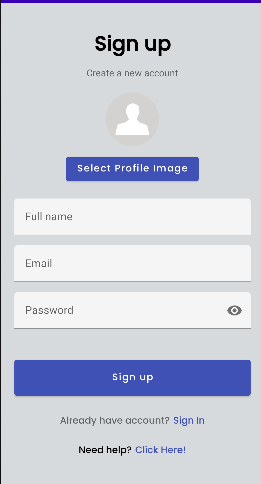 Sign up
Create a new account
Select Profile Image
Full name
Email
Password
Sign up
Already have account? Sign In
Need help? Click Here!